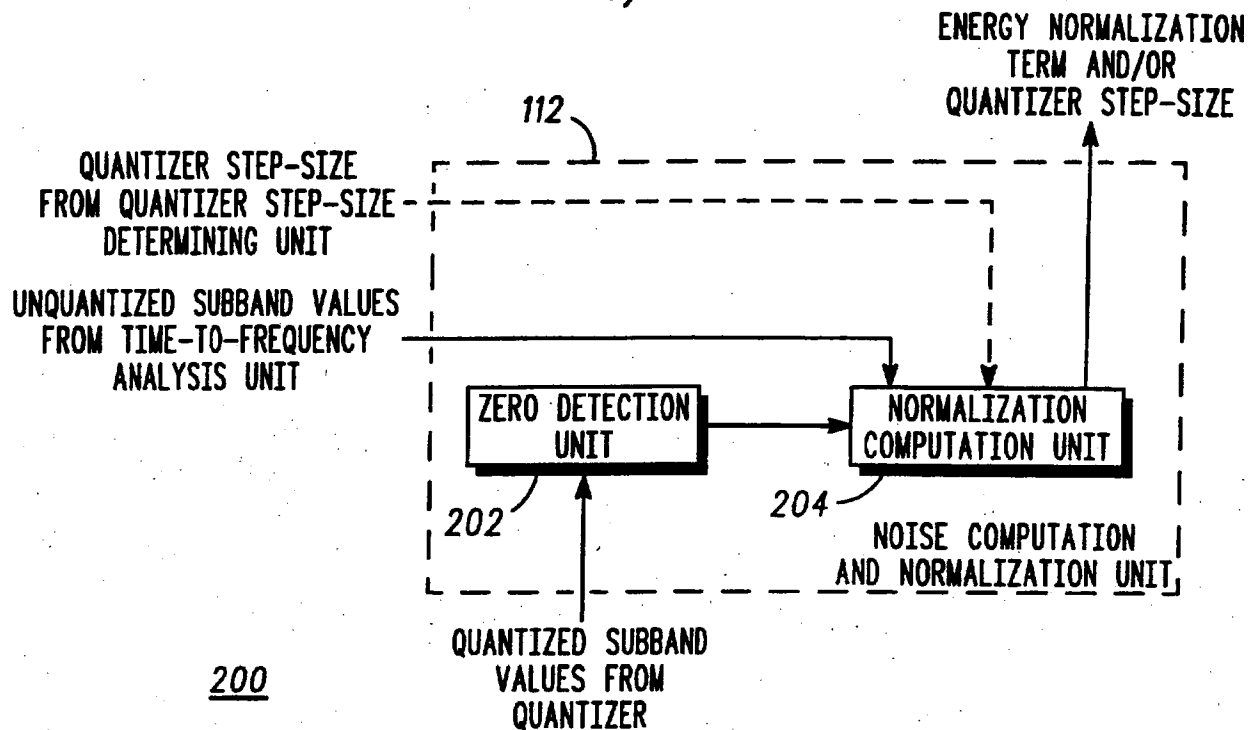 ENERGY NORMALIZATION
TERM AND/OR
QUANTIZER STEP-SIZE
112
QUANTIZER STEP-SIZE
FROM QUANTIZER STEP-SIZE
DETERMINING UNIT
UNQUANTIZED SUBBAND VALUES
FROM TIME-TO-FREQUENCY
ANALYSIS UNIT
ZERO DETECTION
UNIT
NORMALIZATION
COMPUTATION UNIT
202
204
NOISE COMPUTATION
AND NORMALIZATION UNIT
QUANTIZED SUBBAND
VALUES FROM
QUANTIZER
200